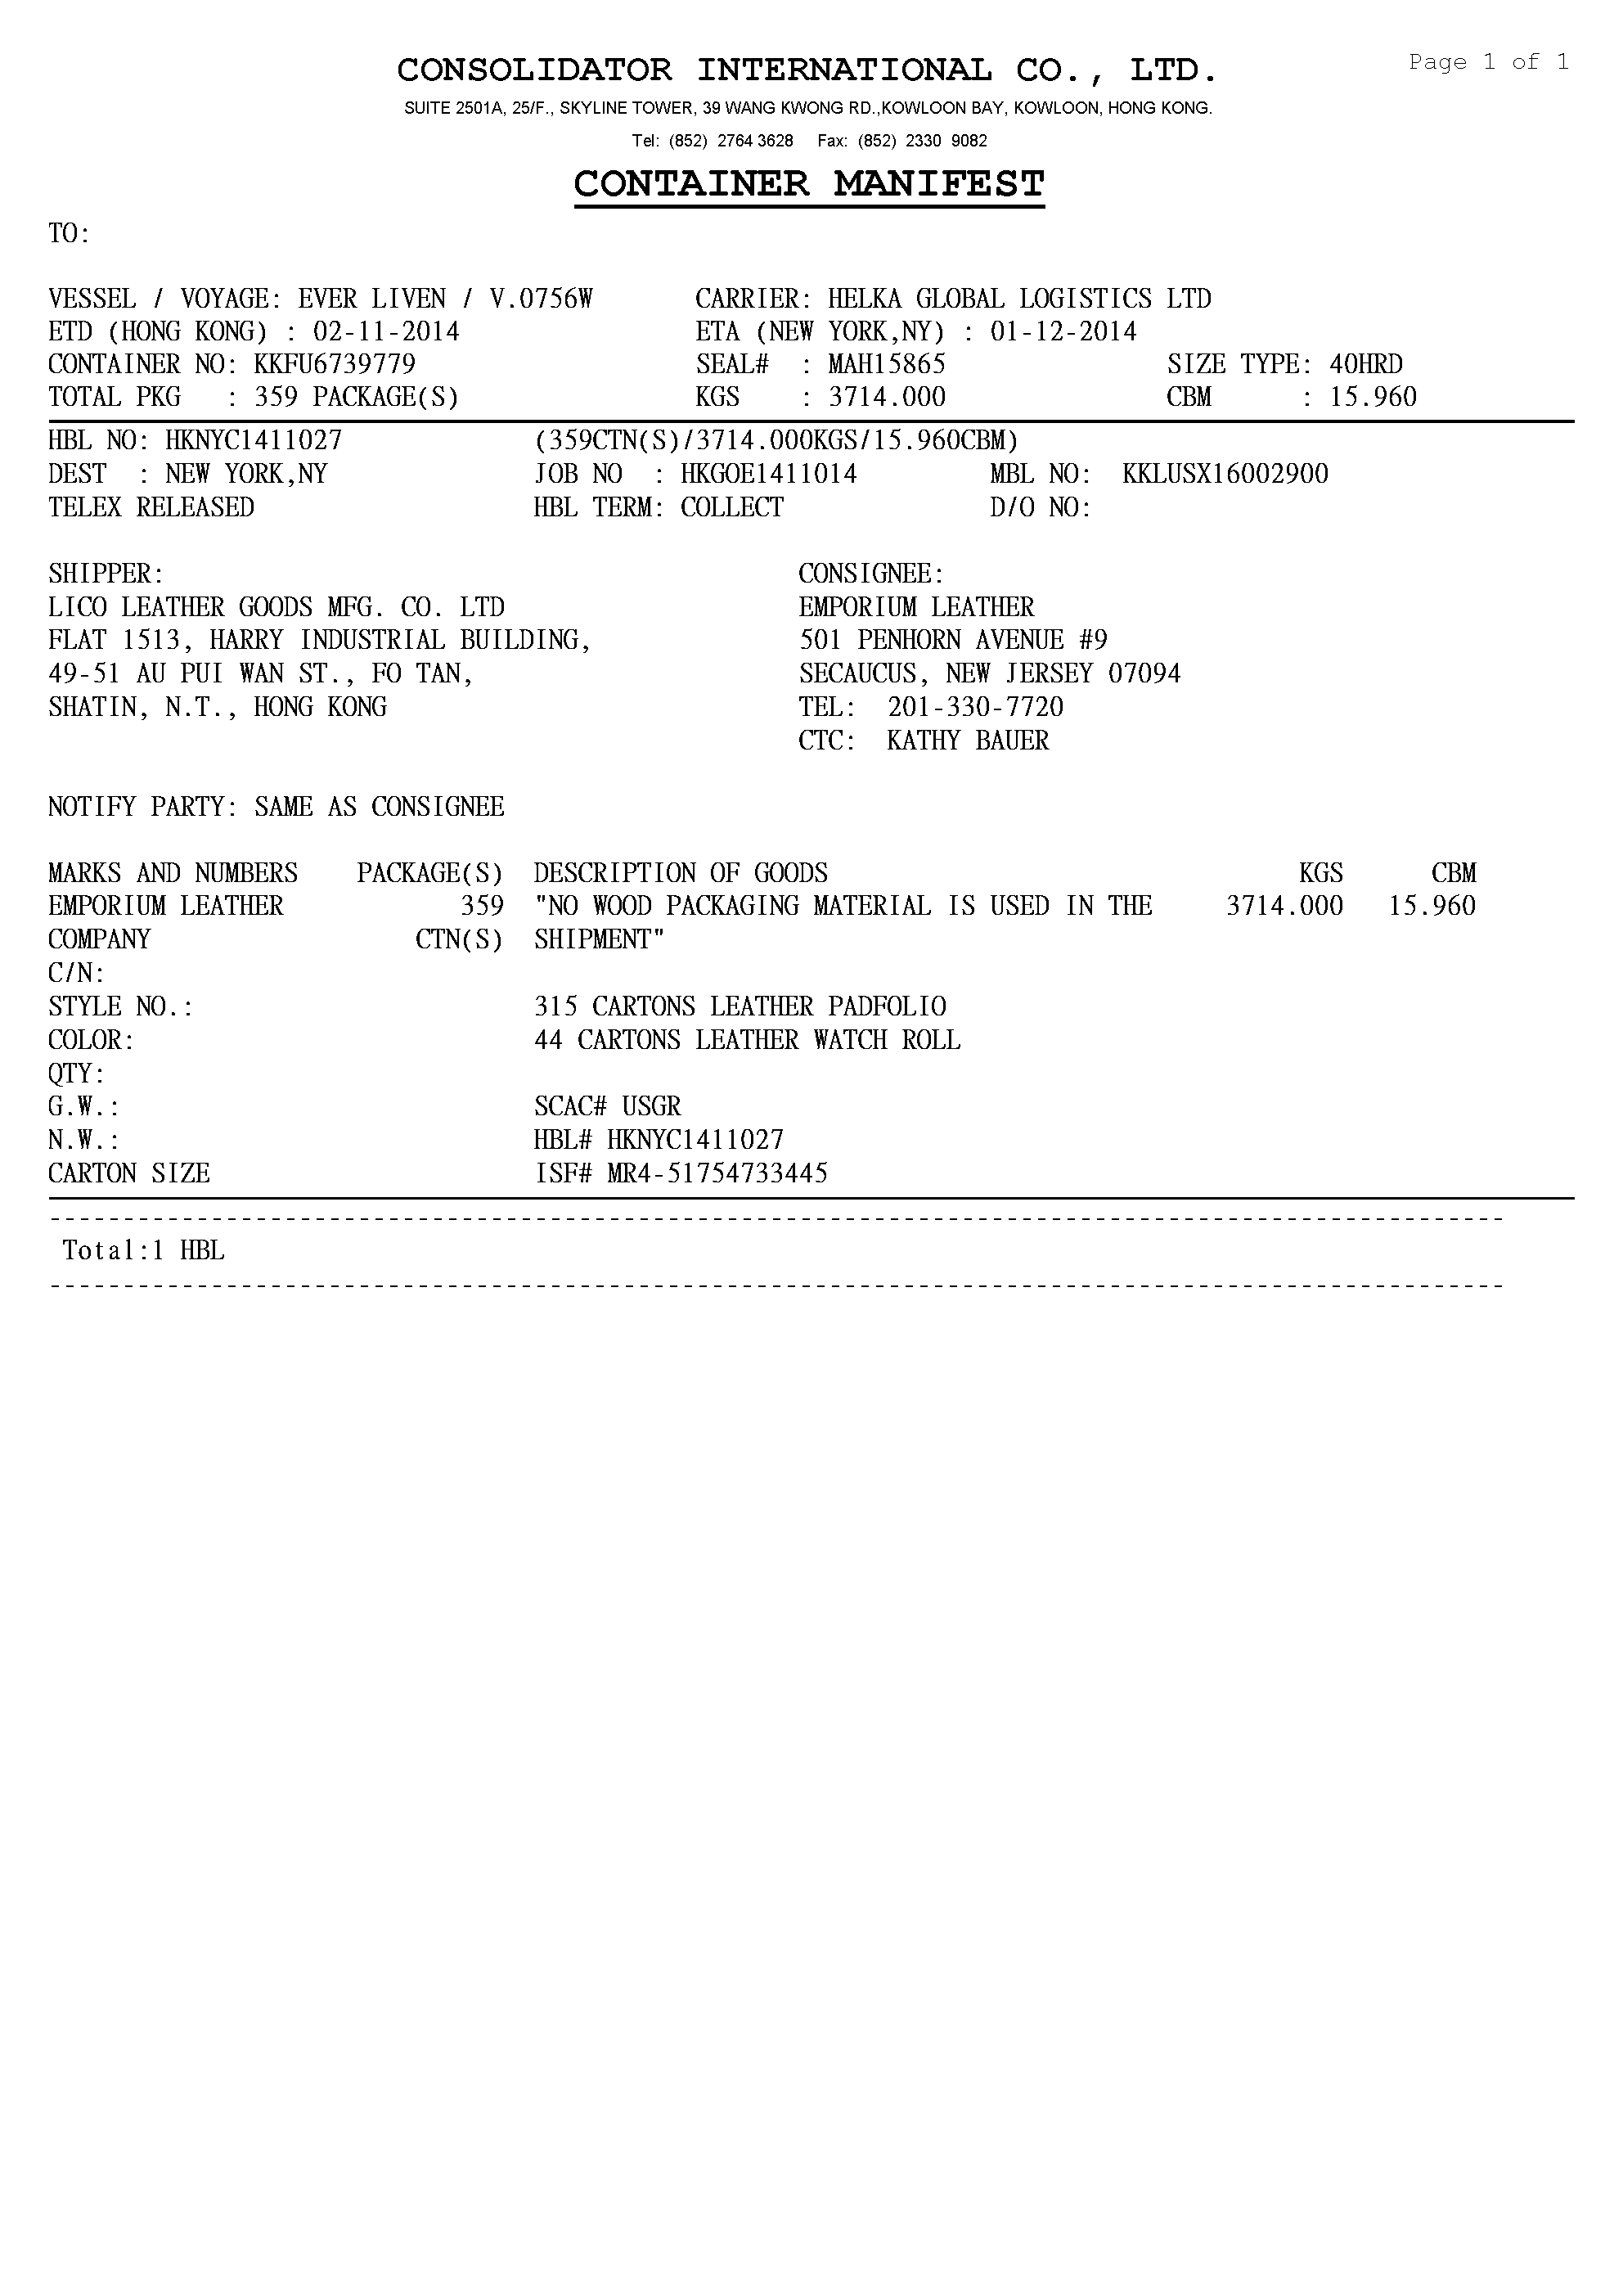 CONSOLIDATOR INTERNATIONAL CO., LTD. Page 1 of 1
SUITE 2501A, 25/F., SKYLINE TOWER, 39 WANG KWONG RD.,KOWLOON BAY, KOWLOON, HONG KONG.
Tel: (852) 2764 3628 Fax: (852) 2330 9082
CONTAINER MANIFEST
TO:
VESSEL / VOYAGE: EVER LIVEN / V.0756W CARRIER: HELKA GLOBAL LOGISTICS LTD
ETD (HONG KONG) : 02-11-2014 ETA (NEW YORK,NY) : 01-12-2014
CONTAINER NO: KKFU6739779 SEAL# : MAH15865 SIZE TYPE: 40HRD
TOTAL PKG : 359 PACKAGE(S) KGS : 3714.000 CBM : 15.960
HBL NO: HKNYC1411027 (359CTN(S)/3714.000KGS/15.960CBM)
DEST : NEW YORK,NY JOB NO : HKGOE1411014 MBL NO: KKLUSX16002900
TELEX RELEASED HBL TERM: COLLECT D/O NO:
SHIPPER: CONSIGNEE:
LICO LEATHER GOODS MFG. CO. LTD EMPORIUM LEATHER
FLAT 1513, HARRY INDUSTRIAL BUILDING, 501 PENHORN AVENUE #9
49-51 AU PUI WAN ST., FO TAN, SECAUCUS, NEW JERSEY 07094
SHATIN, N.T., HONG KONG TEL: 201-330-7720
CTC: KATHY BAUER
NOTIFY PARTY: SAME AS CONSIGNEE
MARKS AND NUMBERS PACKAGE(S) DESCRIPTION OF GOODS KGS CBM
EMPORIUM LEATHER 359 "NO WOOD PACKAGING MATERIAL IS USED IN THE 3714.000 15.960
COMPANY CTN(S) SHIPMENT"
C/N:
STYLE NO.: 315 CARTONS LEATHER PADFOLIO
COLOR: 44 CARTONS LEATHER WATCH ROLL
QTY:
G.W.: SCAC# USGR
N.W.: HBL# HKNYC1411027
CARTON SIZE ISF# MR4-51754733445
Total:1 HBL